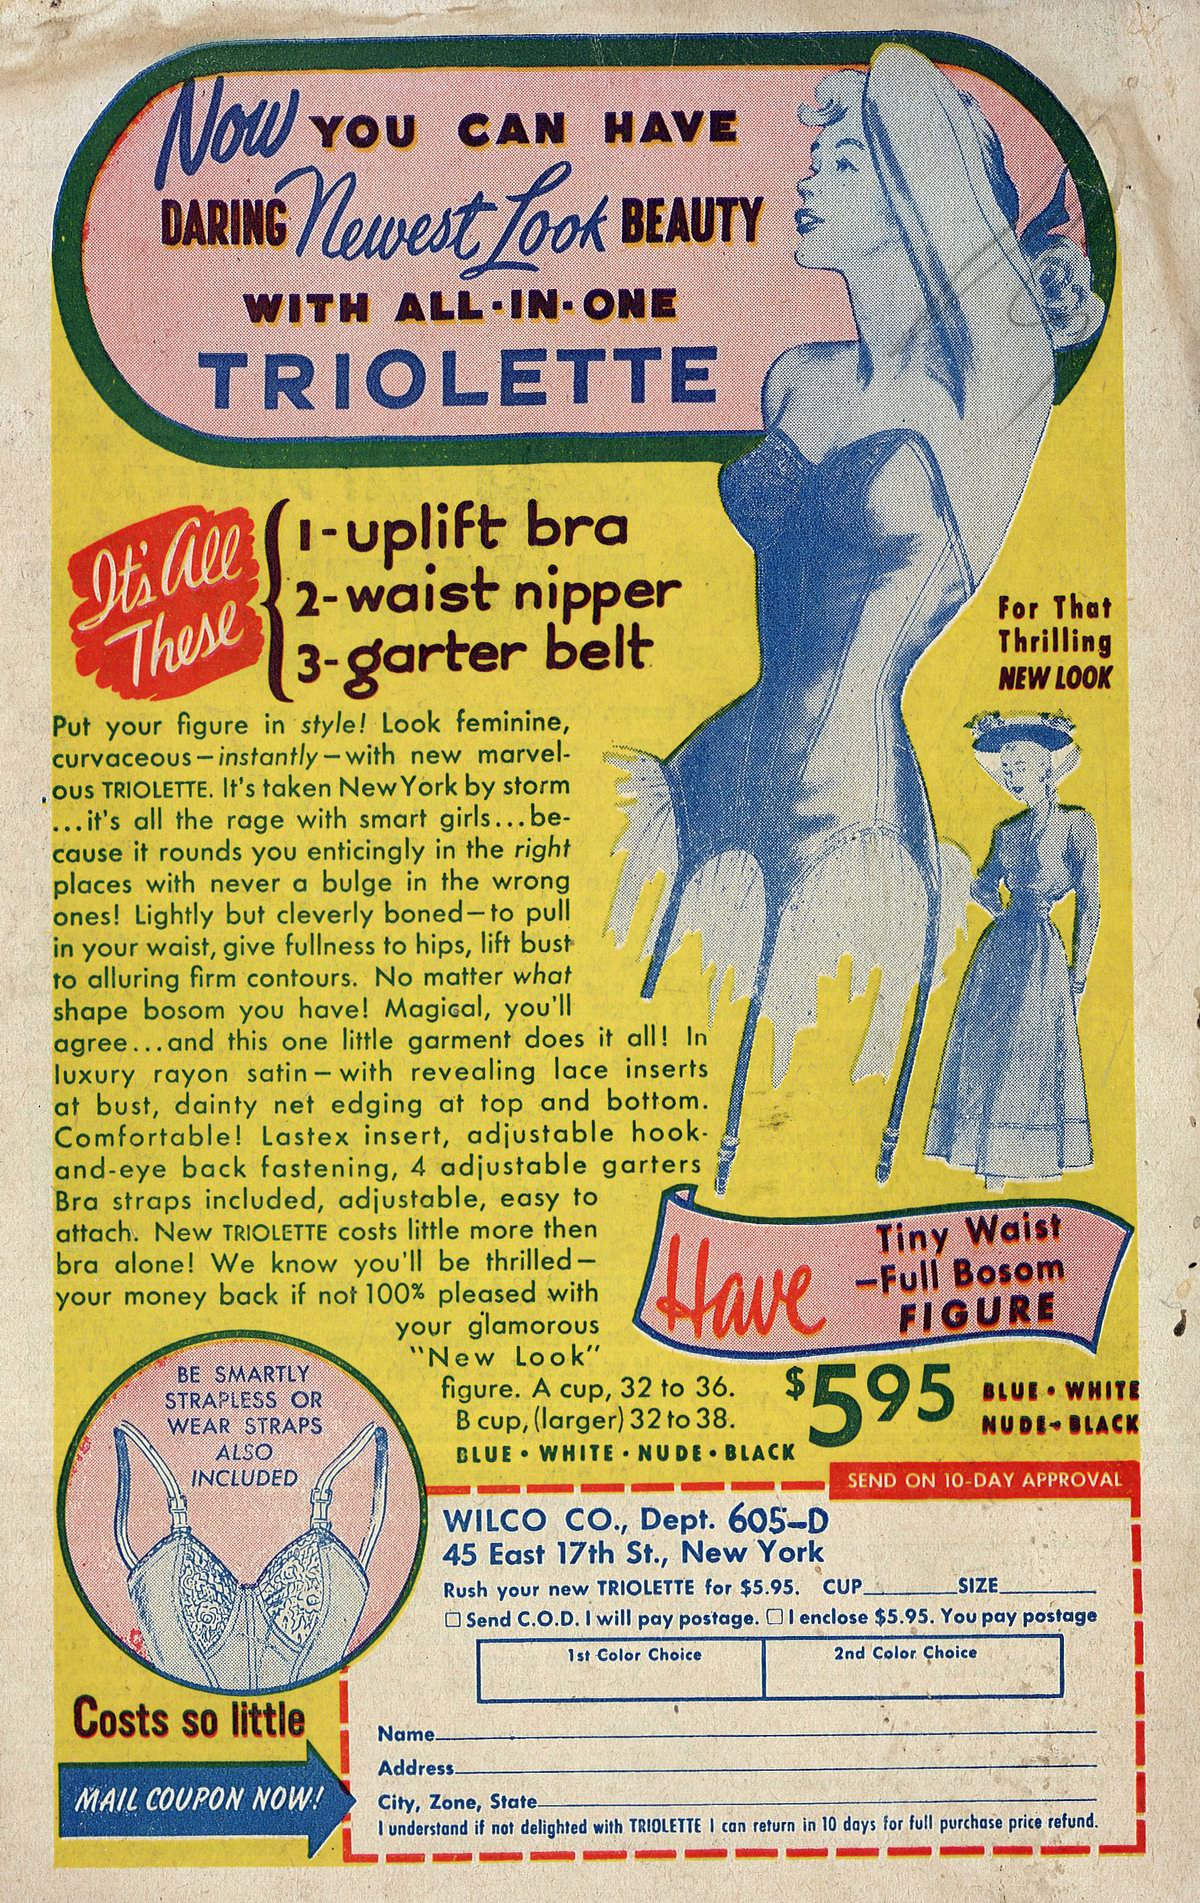 Now YOU CAN HAVE
DARING Newest Look BEAUTY
WITH ALL-IN-ONE
TRIOLETTE
It's All
These
1-uplift bra
2-waist nipper
3-garter belt
For That
Thrilling
NEW LOOK
Put your figure in style! Look feminine,
curvaceous—instantly—with new marvel-
ous TRIOLETTE. It's taken New York by storm
...it's all the rage with smart girls...be-
cause it rounds you enticingly in the right
places with never a bulge in the wrong
ones! Lightly but cleverly boned—to pull
in your waist, give fullness to hips, lift bust
to alluring firm contours. No matter what
shape bosom you have! Magical, you'll
agree...and this one little garment does it all! In
luxury rayon satin—with revealing lace inserts
at bust, dainty net edging at top and bottom.
Comfortable! Lastex insert, adjustable hook-
and-eye back fastening, 4 adjustable garters
Bra straps included, adjustable, easy to
attach. New TRIOLETTE costs little more then
bra alone! We know you'll be thrilled—
your money back if not 100% pleased with
your glamorous
"New Look"
figure. A cup, 32 to 36.
B cup, (larger) 32 to 38.
BLUE • WHITE • NUDE • BLACK
Have
Tiny Waist
—Full Bosom
FIGURE
$595
BLUE • WHITE
NUDE • BLACK
BE SMARTLY
STRAPLESS OR
WEAR STRAPS
ALSO
INCLUDED
Costs so little
MAIL COUPON NOW!
SEND ON 10-DAY APPROVAL
WILCO CO., Dept. 605-D
45 East 17th St., New York
Rush your new TRIOLETTE for $5.95. CUP SIZE
Send C.O.D. I will pay postage. I enclose $5.95. You pay postage
1st Color Choice 2nd Color Choice
Name
Address
City, Zone, State
I understand if not delighted with TRIOLETTE I can return in 10 days for full purchase price refund.